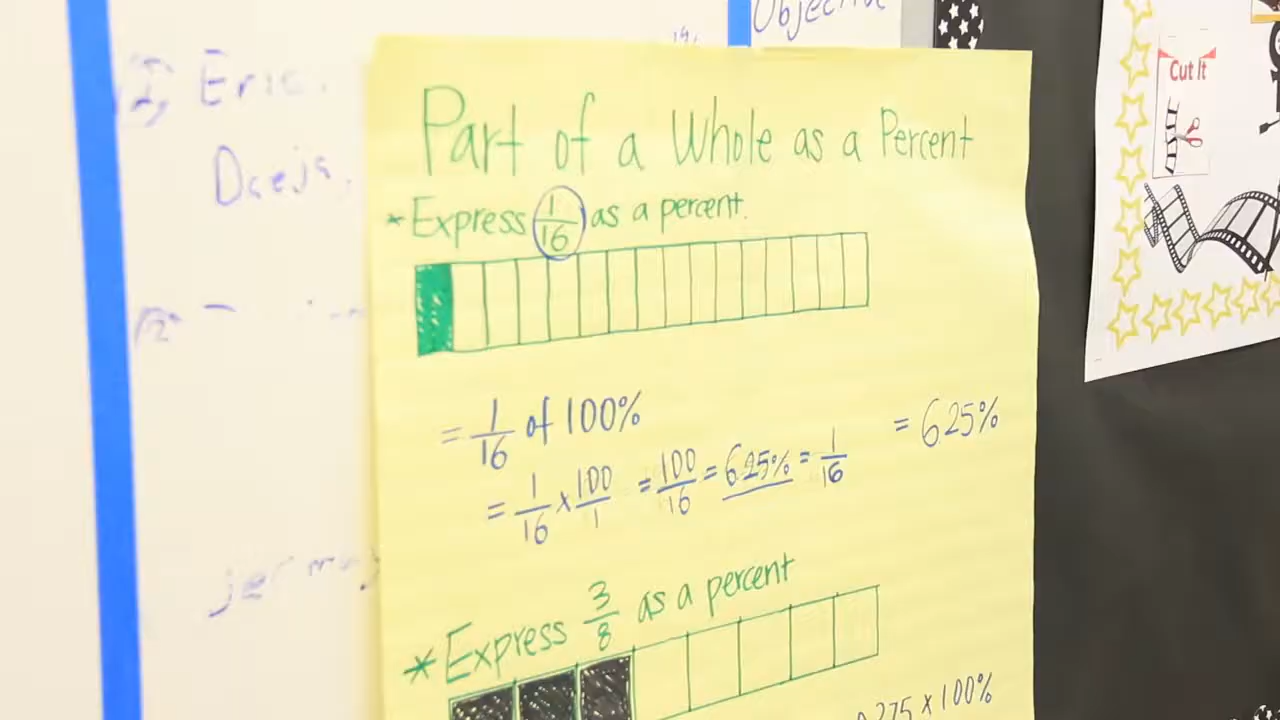 Objective
Eric.
Cut It
Part of a Whole as a Percent
*Express 1/16 as a percent.
= 1/16 of 100%
= 1/16 x 100/1 = 100/16 = 6.25% = 1/16
= 6.25%
*Express 3/8 as a percent
x 100%